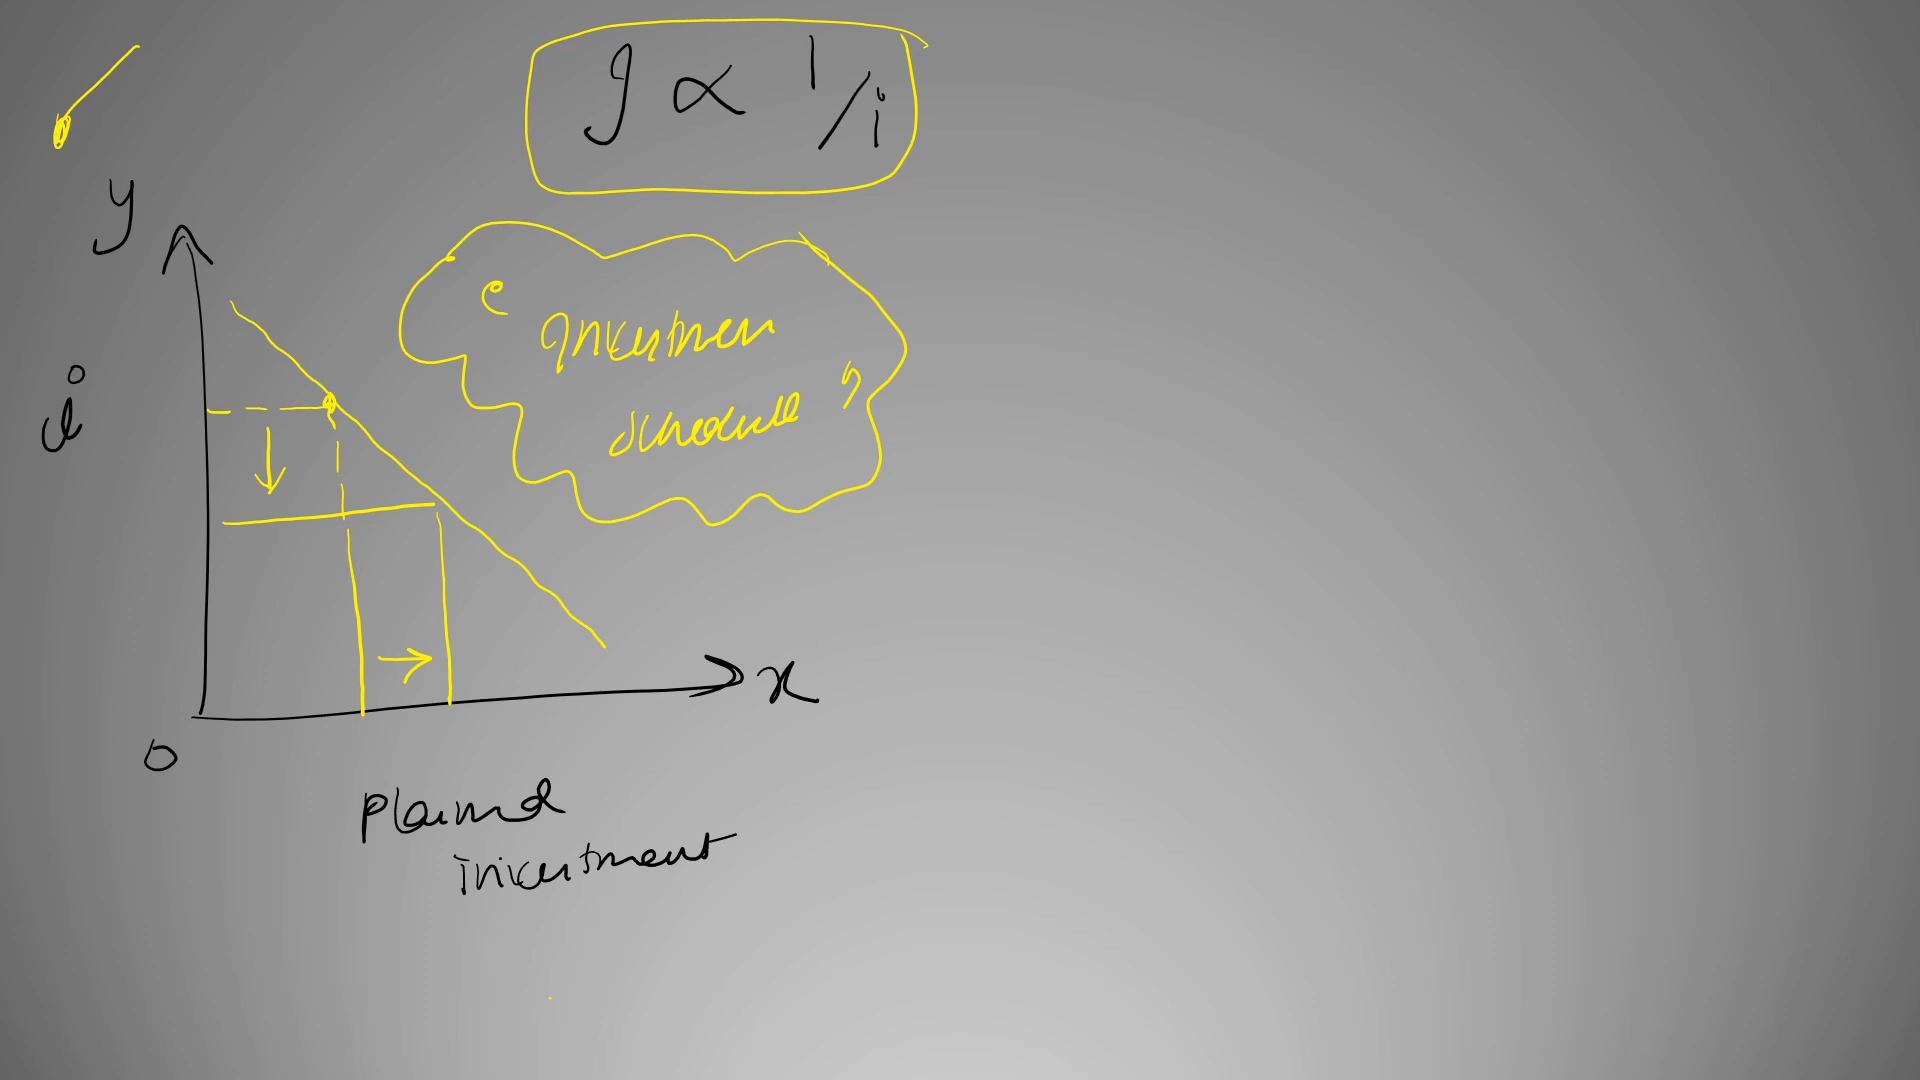 I ∝ 1/i
y
"Investment
schedule"
i
x
0
Planned
investment